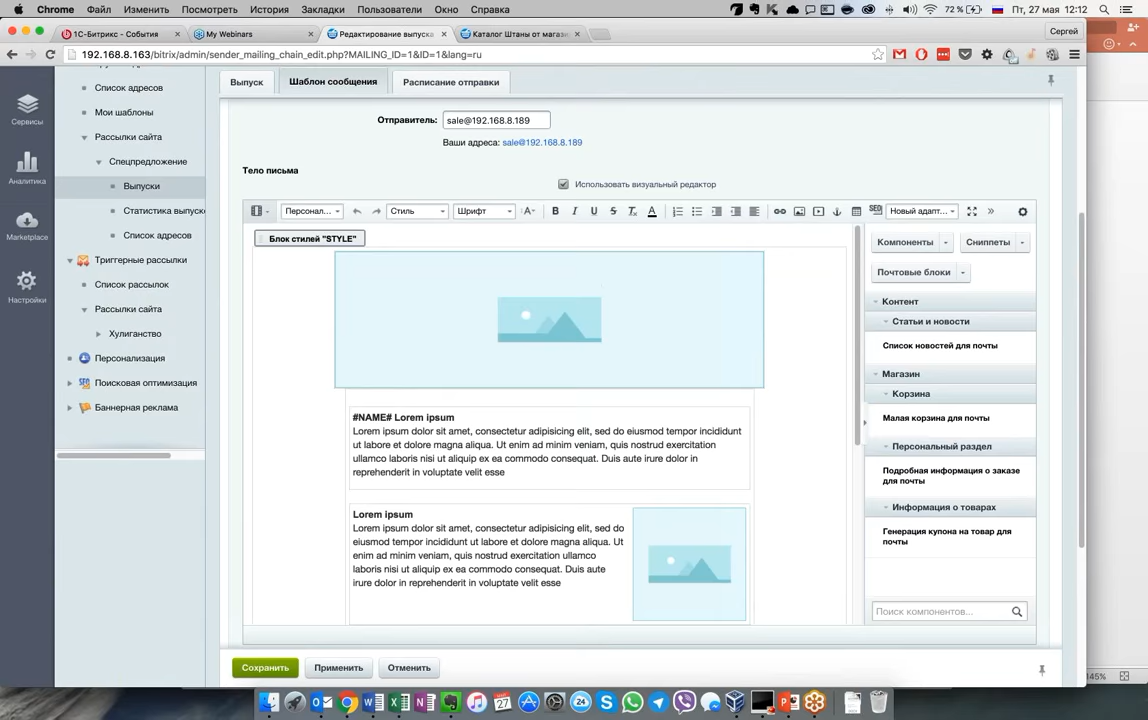 Chrome Файл Изменить Посмотреть История Закладки Пользователи Окно Справка 72 % Пт, 27 мая 12:12
1С-Битрикс - События
My Webinars
Редактирование выпуска
Каталог Штаны от магази
Сергей
192.168.8.163/bitrix/admin/sender_mailing_chain_edit.php?MAILING_ID=1&ID=1&lang=ru
Сервисы
Аналитика
Marketplace
Настройки
Список адресов
Мои шаблоны
Рассылки сайта
Спецпредложение
Выпуски
Статистика выпуск
Список адресов
Триггерные рассылки
Список рассылок
Рассылки сайта
Хулиганство
Персонализация
Поисковая оптимизация
Баннерная реклама
Выпуск Шаблон сообщения Расписание отправки
Отправитель: sale@192.168.8.189
Ваши адреса: sale@192.168.8.189
Тело письма
Использовать визуальный редактор
Персонал... Стиль Шрифт A B I U S T A SEO Новый адапт...
Блок стилей "STYLE"
#NAME# Lorem ipsum
Lorem ipsum dolor sit amet, consectetur adipisicing elit, sed do eiusmod tempor incididunt
ut labore et dolore magna aliqua. Ut enim ad minim veniam, quis nostrud exercitation
ullamco laboris nisi ut aliquip ex ea commodo consequat. Duis aute irure dolor in
reprehenderit in voluptate velit esse
Lorem ipsum
Lorem ipsum dolor sit amet, consectetur adipisicing elit, sed do
eiusmod tempor incididunt ut labore et dolore magna aliqua. Ut
enim ad minim veniam, quis nostrud exercitation ullamco
laboris nisi ut aliquip ex ea commodo consequat. Duis aute
irure dolor in reprehenderit in voluptate velit esse
Компоненты Сниппеты
Почтовые блоки
Контент
Статьи и новости
Список новостей для почты
Магазин
Корзина
Малая корзина для почты
Персональный раздел
Подробная информация о заказе
для почты
Информация о товарах
Генерация купона на товар для
почты
Поиск компонентов...
Сохранить Применить Отменить
145%